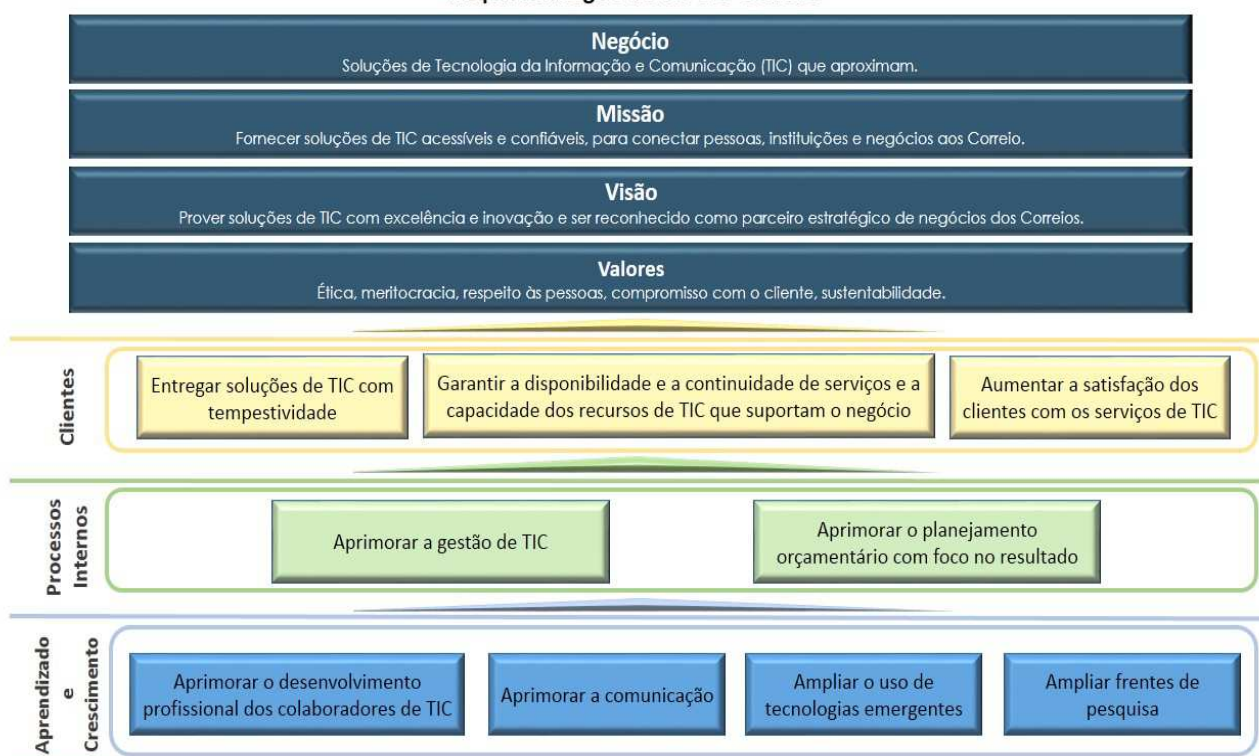 Negócio
Soluções de Tecnologia da Informação e Comunicação (TIC) que aproximam.
Missão
Fornecer soluções de TIC acessíveis e confiáveis, para conectar pessoas, instituições e negócios aos Correio.
Visão
Prover soluções de TIC com excelência e inovação e ser reconhecido como parceiro estratégico de negócios dos Correios.
Valores
Ética, meritocracia, respeito às pessoas, compromisso com o cliente, sustentabilidade.
Clientes
Entregar soluções de TIC com
tempestividade
Garantir a disponibilidade e a continuidade de serviços e a
capacidade dos recursos de TIC que suportam o negócio
Aumentar a satisfação dos
clientes com os serviços de TIC
Processos
Internos
Aprimorar a gestão de TIC
Aprimorar o planejamento
orçamentário com foco no resultado
Aprendizado
e
Crescimento
Aprimorar o desenvolvimento
profissional dos colaboradores de TIC
Aprimorar a comunicação
Ampliar o uso de
tecnologias emergentes
Ampliar frentes de
pesquisa